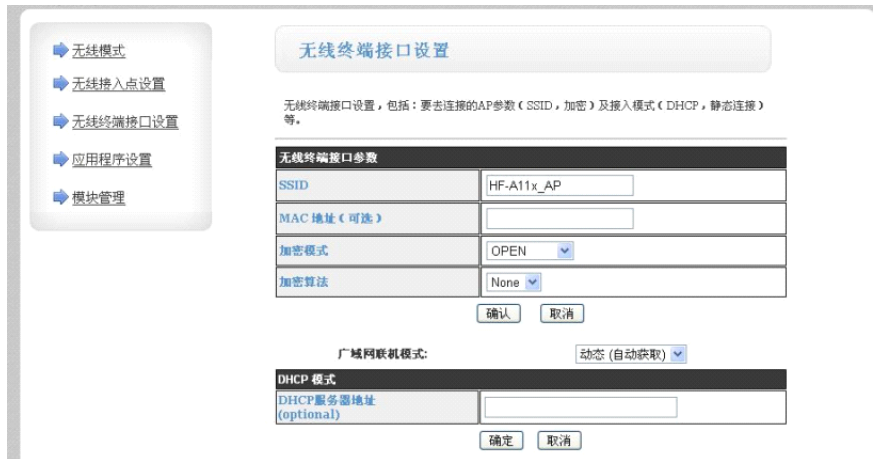 无线模式
无线接入点设置
无线终端接口设置
应用程序设置
模块管理
无线终端接口设置
无线终端接口设置，包括：要去连接的AP参数（SSID，加密）及接入模式（DHCP，静态连接）
等。
无线终端接口参数
SSID HF-A11x_AP
MAC 地址（可选）
加密模式 OPEN
加密算法 None
确认 取消
广域网联机模式: 动态 (自动获取)
DHCP 模式
DHCP服务器地址
(optional)
确定 取消